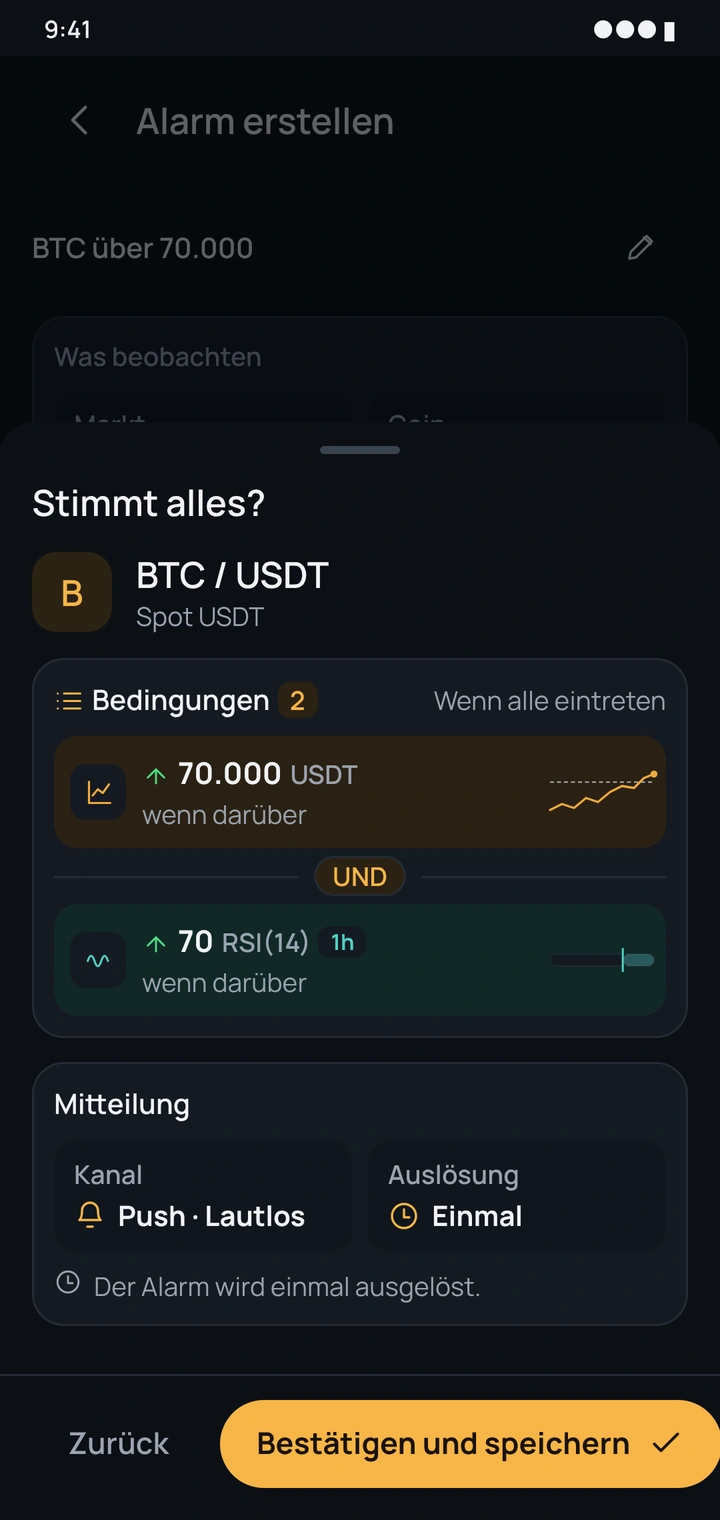 9:41
Alarm erstellen
BTC über 70.000
Was beobachten
Markt Coin
Stimmt alles?
B
BTC / USDT
Spot USDT
Bedingungen 2 Wenn alle eintreten
↑ 70.000 USDT
wenn darüber
UND
↑ 70 RSI(14) 1h
wenn darüber
Mitteilung
Kanal Auslösung
Push · Lautlos Einmal
Der Alarm wird einmal ausgelöst.
Zurück Bestätigen und speichern